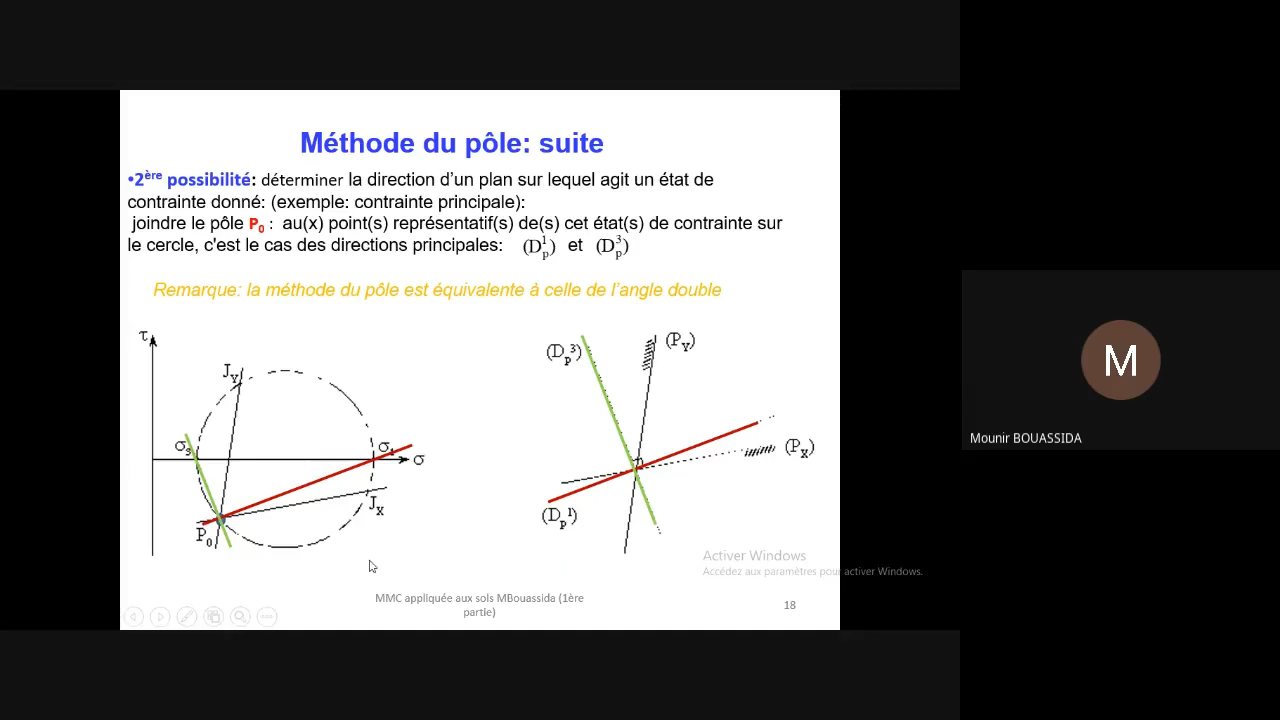 Méthode du pôle: suite
•2ère possibilité: déterminer la direction d'un plan sur lequel agit un état de
contrainte donné: (exemple: contrainte principale):
joindre le pôle P0 : au(x) point(s) représentatif(s) de(s) cet état(s) de contrainte sur
le cercle, c'est le cas des directions principales: (Dp1) et (Dp3)
Remarque: la méthode du pôle est équivalente à celle de l'angle double
τ
JY
σ3
σ1
σ
JX
P0
(Dp3)
(PY)
(PX)
(Dp1)
M
Mounir BOUASSIDA
Activer Windows
Accédez aux paramètres pour activer Windows.
MMC appliquée aux sols MBouassida (1ère
partie)
18